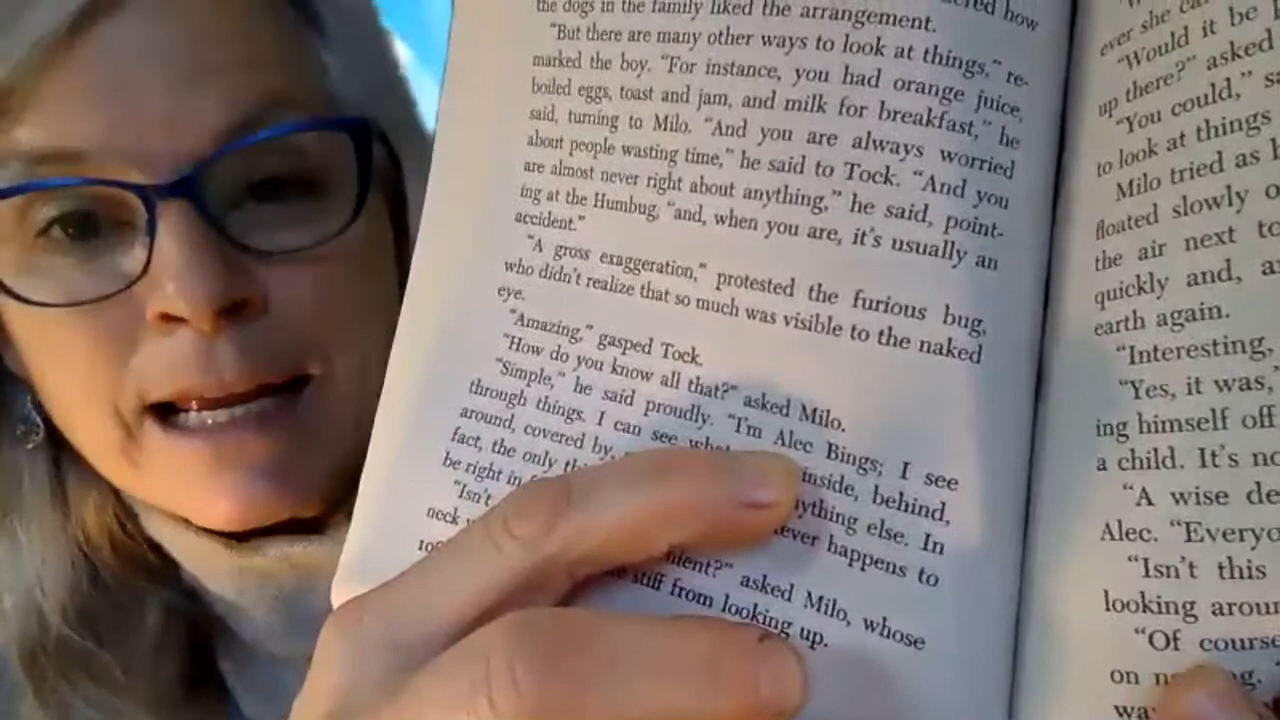 how
the dogs in the family liked the arrangement.
"But there are many other ways to look at things," re-
marked the boy. "For instance, you had orange juice,
boiled eggs, toast and jam, and milk for breakfast," he
said, turning to Milo. "And you are always worried
about people wasting time," he said to Tock. "And you
are almost never right about anything," he said, point-
ing at the Humbug, "and, when you are, it's usually an
accident."
"A gross exaggeration," protested the furious bug,
who didn't realize that so much was visible to the naked
eye.
"Amazing," gasped Tock.
"How do you know all that?" asked Milo.
"Simple," he said proudly. "I'm Alec Bings; I see
through things. I can see inside, behind,
around, covered by, else. In
fact, the only happens to
be right in
"Isn't asked Milo, whose
neck stiff from looking up.
ever she
"Would it be
up there?" asked
"You could,"
to look at things
Milo tried as
floated slowly
the air next to
quickly and,
earth again.
"Interesting,
"Yes, it was,"
ing himself off
a child. It's
"A wise
Alec.
"Isn't this
looking
"Of course
on